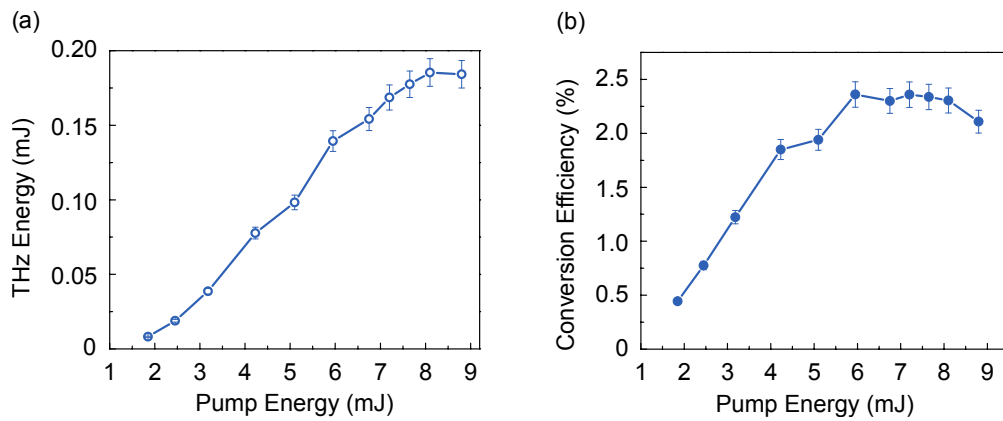 (a)
THz Energy (mJ)
0.20
0.15
0.10
0.05
0
1 2 3 4 5 6 7 8 9
Pump Energy (mJ)
(b)
Conversion Efficiency (%)
2.5
2.0
1.5
1.0
0.5
0
1 2 3 4 5 6 7 8 9
Pump Energy (mJ)